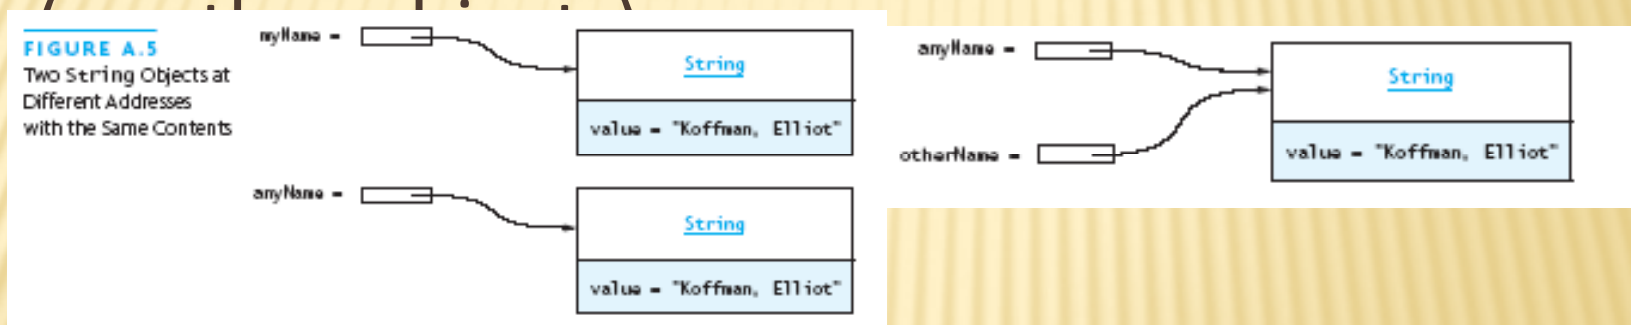 FIGURE A.5
Two String Objects at
Different Addresses
with the Same Contents
myName =
String
value = "Koffman, Elliot"
anyName =
String
value = "Koffman, Elliot"
anyName =
String
value = "Koffman, Elliot"
otherName =